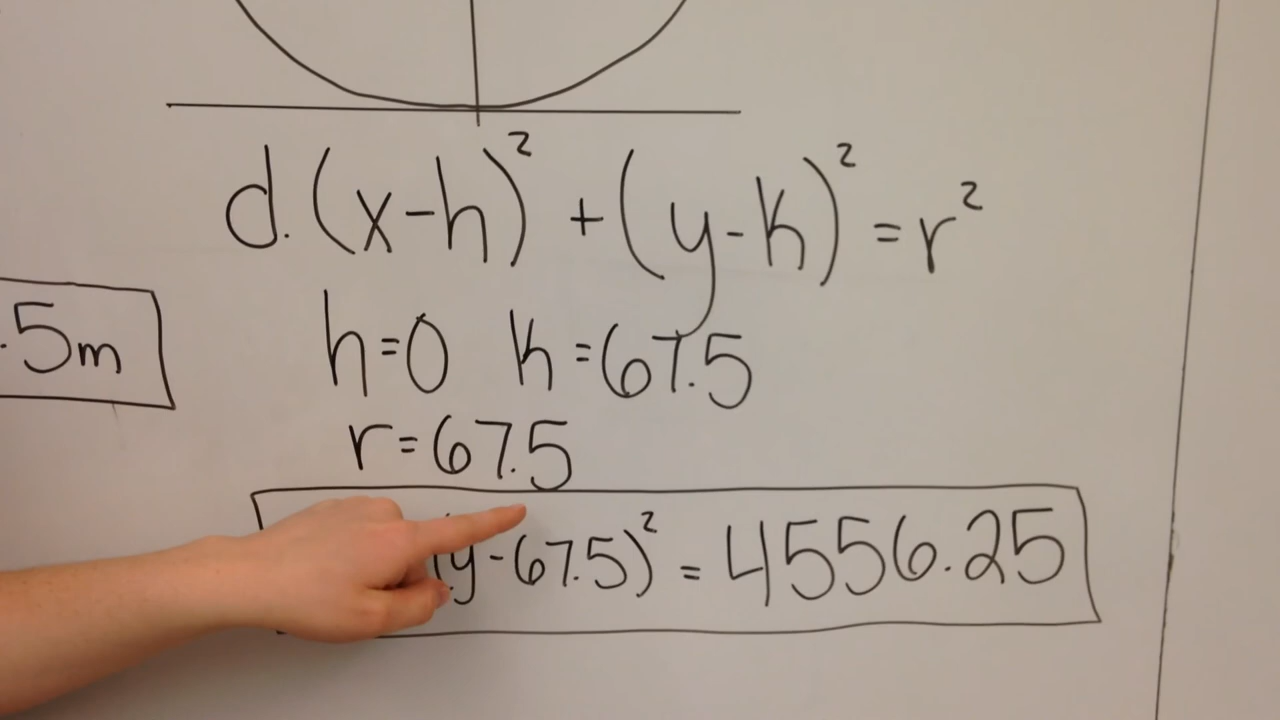 d. (x-h)² + (y-k)² = r²
.5m
h=0 k=67.5
r=67.5
(y-67.5)² = 4556.25